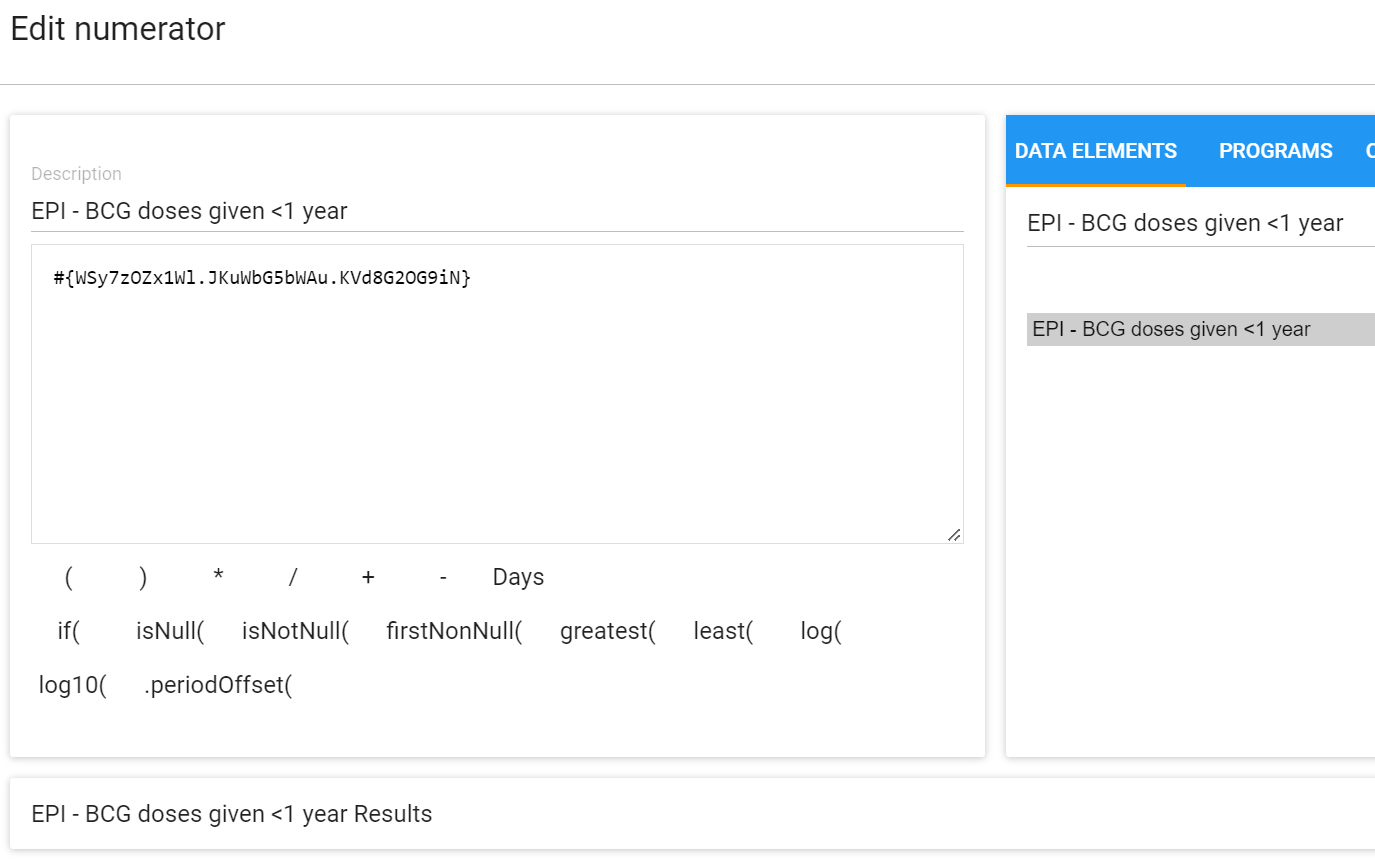 Edit numerator
Description
EPI - BCG doses given <1 year
#{WSy7zOZx1Wl.JKuWbG5bWAu.KVd8G2OG9iN}
( ) * / + - Days
if( isNull( isNotNull( firstNonNull( greatest( least( log(
log10( .periodOffset(
DATA ELEMENTS PROGRAMS
EPI - BCG doses given <1 year
EPI - BCG doses given <1 year
EPI - BCG doses given <1 year Results